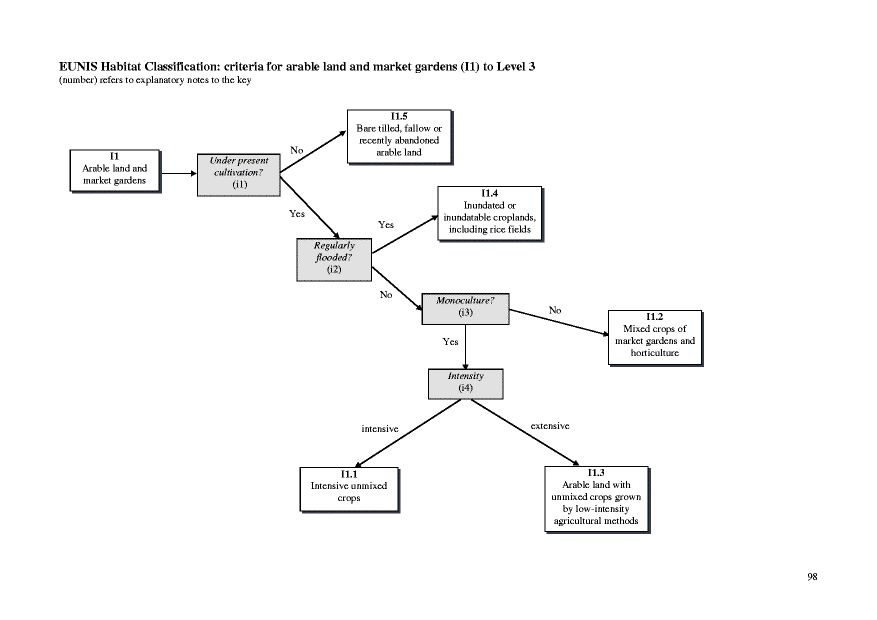 EUNIS Habitat Classification: criteria for arable land and market gardens (I1) to Level 3
(number) refers to explanatory notes to the key
I1
Arable land and
market gardens
Under present
cultivation?
(i1)
No
I1.5
Bare tilled, fallow or
recently abandoned
arable land
Yes
Regularly
flooded?
(i2)
Yes
I1.4
Inundated or
inundatable croplands,
including rice fields
No
Monoculture?
(i3)
No
I1.2
Mixed crops of
market gardens and
horticulture
Yes
Intensity
(i4)
intensive
extensive
I1.1
Intensive unmixed
crops
I1.3
Arable land with
unmixed crops grown
by low-intensity
agricultural methods
98